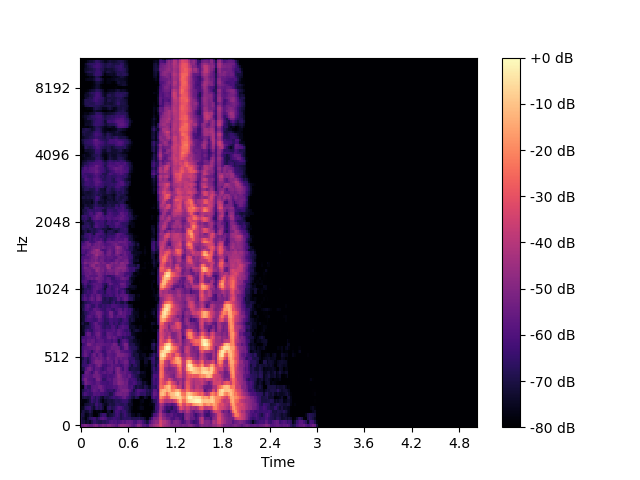 +0 dB
8192
-10 dB
4096
-20 dB
-30 dB
2048
Hz
-40 dB
1024
-50 dB
-60 dB
512
-70 dB
0
-80 dB
0 0.6 1.2 1.8 2.4 3 3.6 4.2 4.8
Time